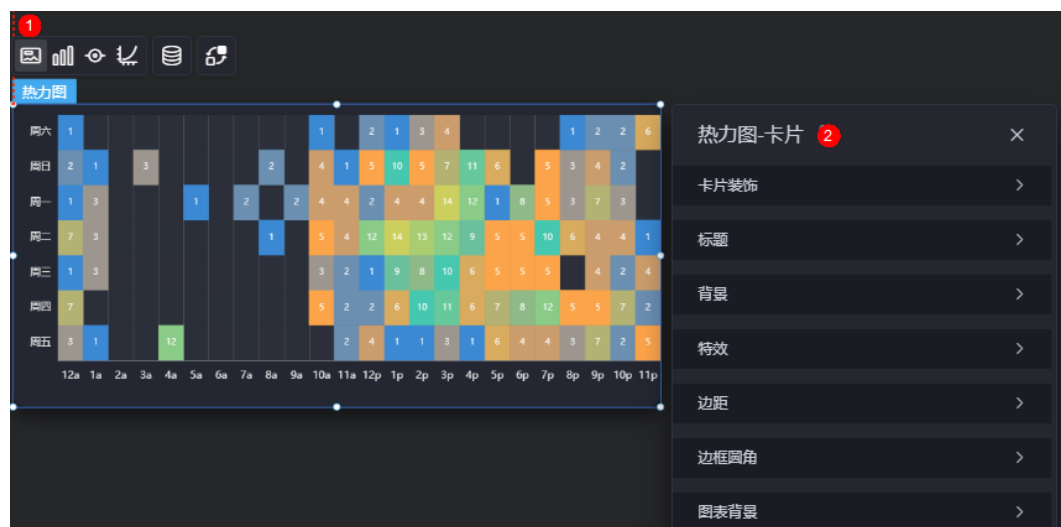 1
热力图
周六 1 1 2 1 3 4 1 2 2 6
周日 2 1 3 2 4 1 5 10 5 7 11 6 5 3 4 2
周一 1 3 1 2 2 4 4 2 4 4 14 12 1 8 5 3 7 3
周二 7 3 1 5 4 12 14 13 12 9 5 5 10 6 4 4 1
周三 1 3 3 2 1 9 8 10 6 5 5 5 4 2 4
周四 7 5 2 2 6 10 11 6 7 8 12 5 5 7 2
周五 3 1 12 2 4 1 1 3 1 6 4 4 3 7 2 5
12a 1a 2a 3a 4a 5a 6a 7a 8a 9a 10a 11a 12p 1p 2p 3p 4p 5p 6p 7p 8p 9p 10p 11p
热力图-卡片 2
卡片装饰
标题
背景
特效
边距
边框圆角
图表背景